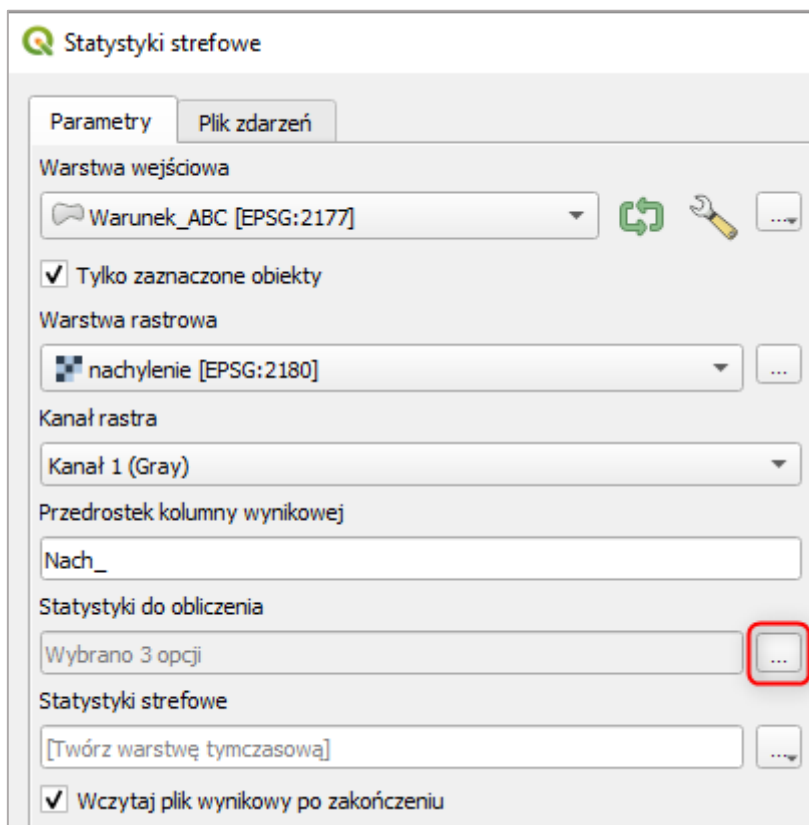 Statystyki strefowe
Parametry Plik zdarzeń
Warstwa wejściowa
Warunek_ABC [EPSG:2177]
...
Tylko zaznaczone obiekty
Warstwa rastrowa
nachylenie [EPSG:2180]
...
Kanał rastra
Kanał 1 (Gray)
Przedrostek kolumny wynikowej
Nach_
Statystyki do obliczenia
Wybrano 3 opcji
...
Statystyki strefowe
[Twórz warstwę tymczasową]
...
Wczytaj plik wynikowy po zakończeniu